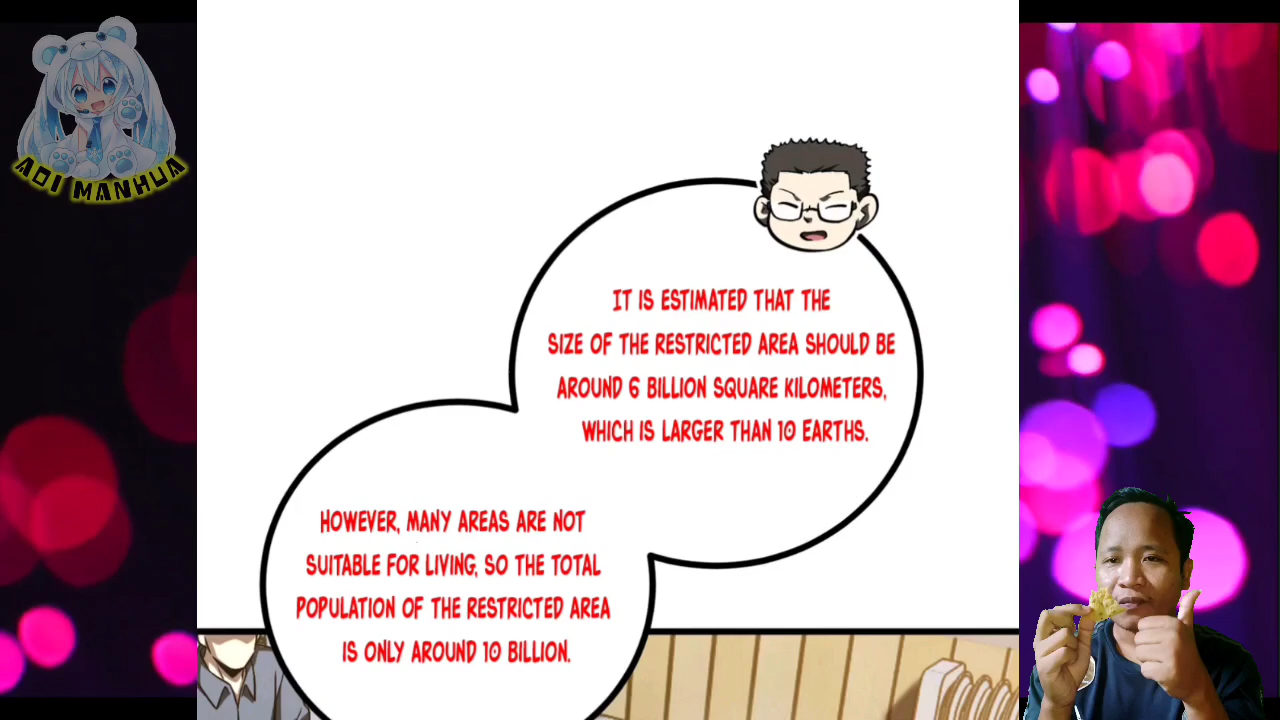 AOI MANHUA
IT IS ESTIMATED THAT THE
SIZE OF THE RESTRICTED AREA SHOULD BE
AROUND 6 BILLION SQUARE KILOMETERS,
WHICH IS LARGER THAN 10 EARTHS.
HOWEVER, MANY AREAS ARE NOT
SUITABLE FOR LIVING, SO THE TOTAL
POPULATION OF THE RESTRICTED AREA
IS ONLY AROUND 10 BILLION.